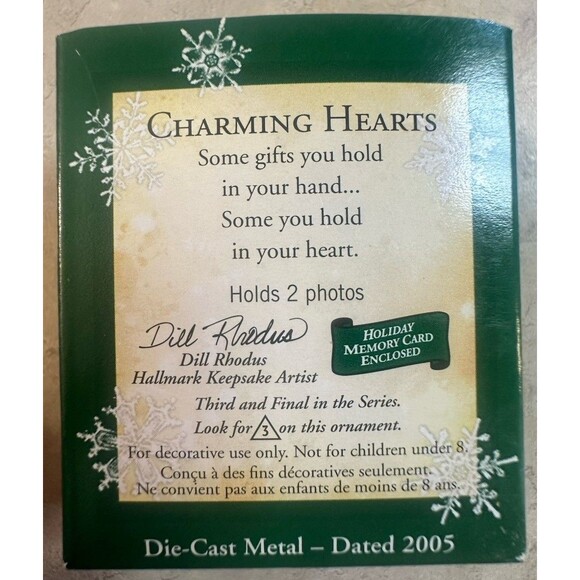 CHARMING HEARTS
Some gifts you hold
in your hand...
Some you hold
in your heart.
Holds 2 photos
Dill Rhodus
Dill Rhodus
Hallmark Keepsake Artist
HOLIDAY
MEMORY CARD
ENCLOSED
Third and Final in the Series.
Look for 3 on this ornament.
For decorative use only. Not for children under 8.
Conçu à des fins décoratives seulement.
Ne convient pas aux enfants de moins de 8 ans.
Die-Cast Metal – Dated 2005